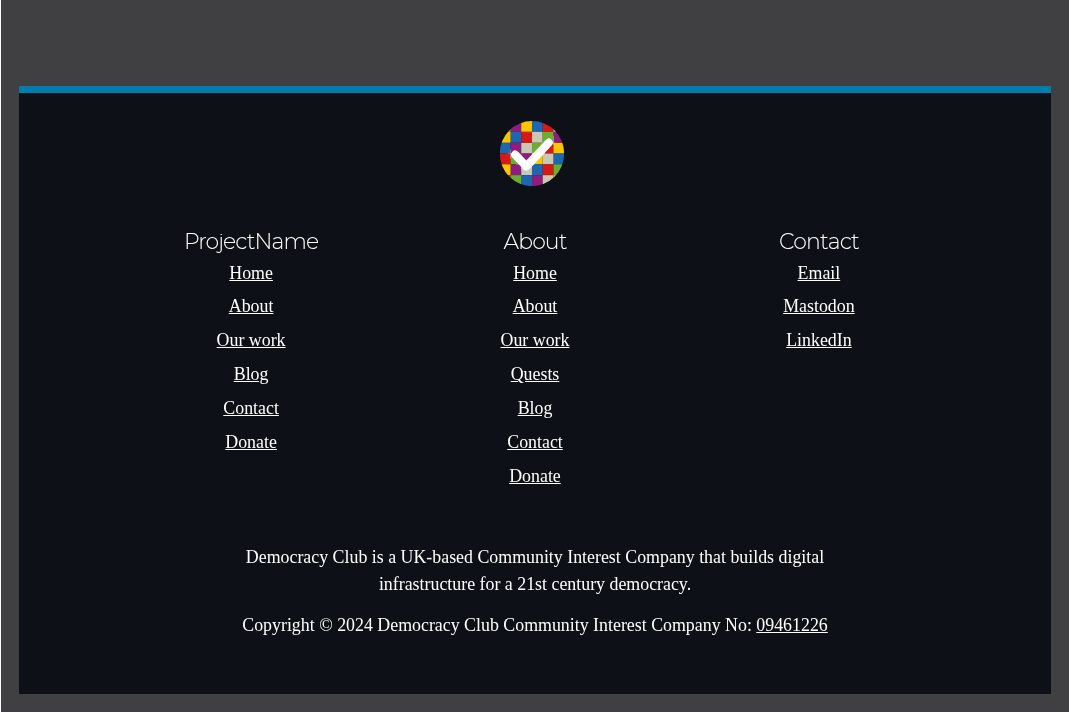 ProjectName
Home
About
Our work
Blog
Contact
Donate
About
Home
About
Our work
Quests
Blog
Contact
Donate
Contact
Email
Mastodon
LinkedIn
Democracy Club is a UK-based Community Interest Company that builds digital
infrastructure for a 21st century democracy.
Copyright © 2024 Democracy Club Community Interest Company No: 09461226